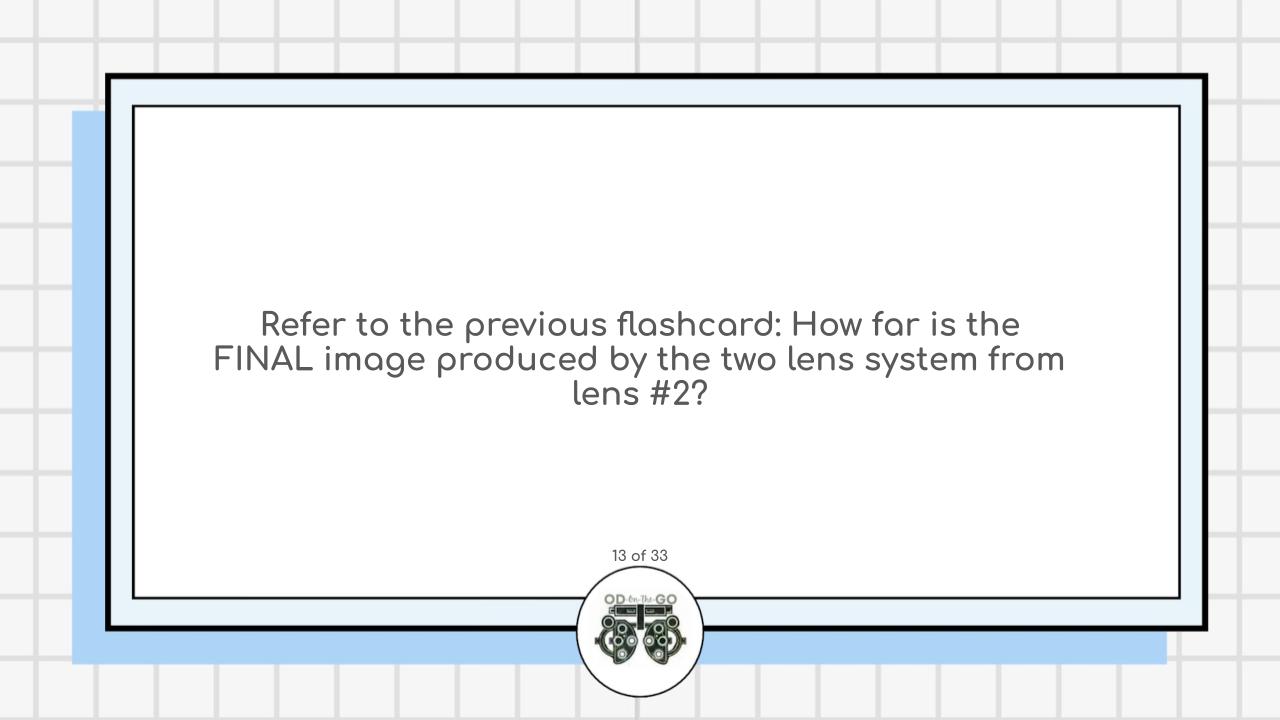 Refer to the previous flashcard: How far is the
FINAL image produced by the two lens system from
lens #2?
13 of 33
OD-On-The-GO